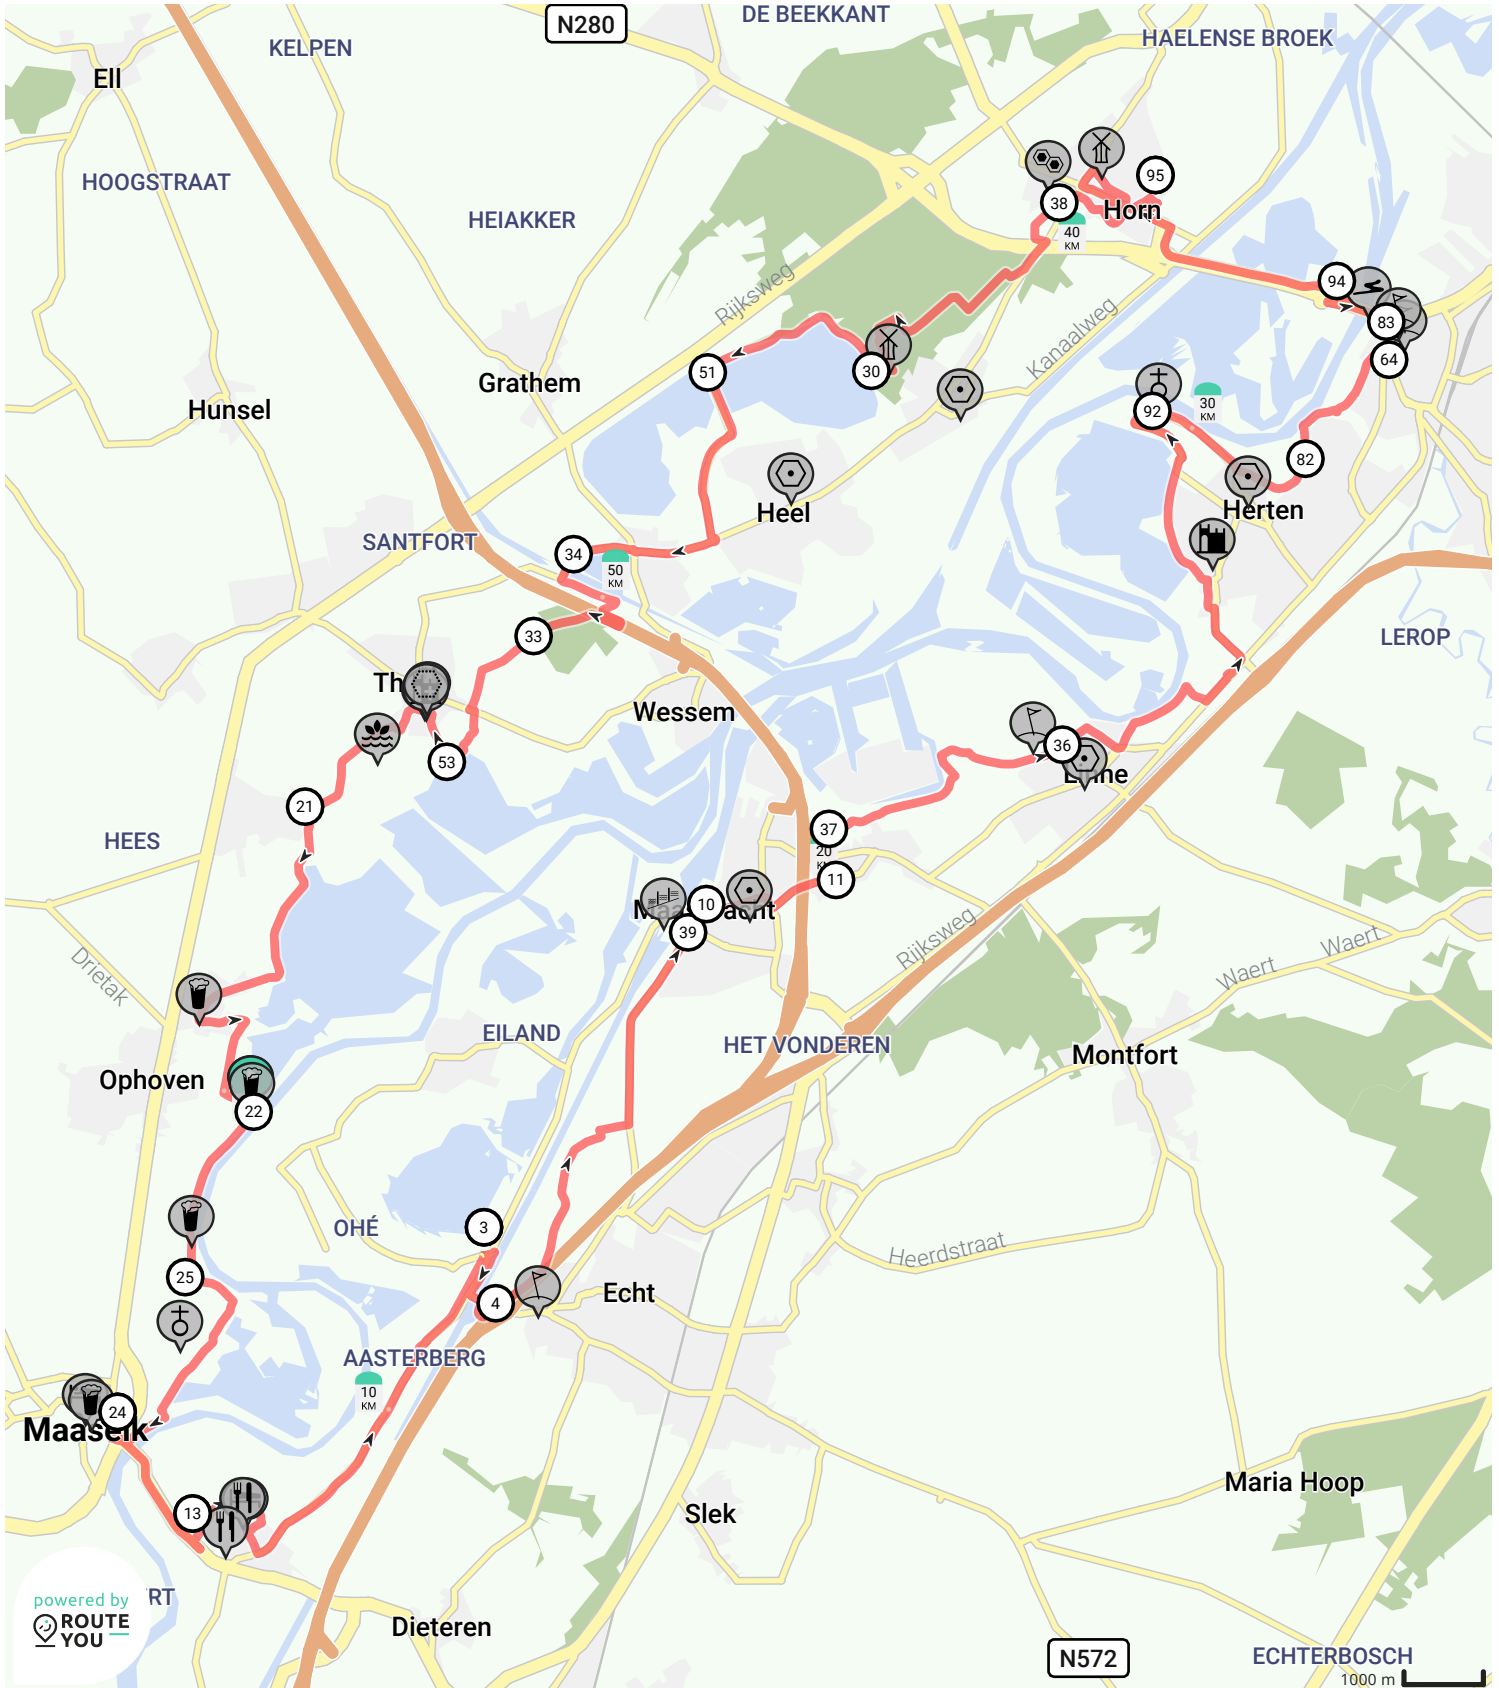 N280
DE BEEKKANT
KELPEN
HAELENSE BROEK
Ell
HOOGSTRAAT
95
HEIAKKER
38
Horn
40
KM
Rijksweg
94
83
Kanaalweg
64
51
30
Grathem
Hunsel
92
30
KM
82
Heel
Herten
SANTFORT
34
50
KM
33
LEROP
Th
Wessem
36
Linne
53
21
37
HEES
20
11
10
39
Rijksweg
Waert
Waert
Drietak
EILAND
HET VONDEREN
Montfort
Ophoven
22
3
OHÉ
Heerdstraat
25
4
Echt
AASTERBERG
10
KM
24
Maaseik
Maria Hoop
13
Slek
powered by
ROUTE
YOU
RT
Dieteren
N572
ECHTERBOSCH
1000 m